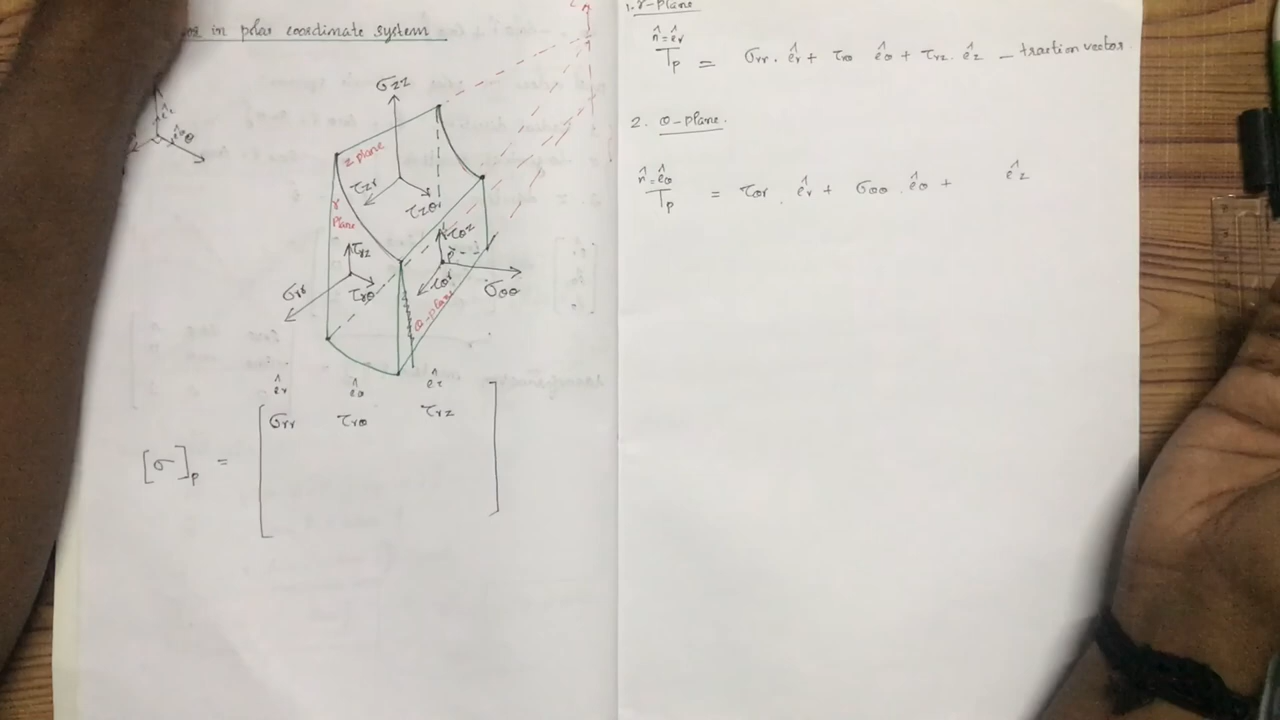 in polar coordinate system
σzz
z plane
τzr
τzθ
r
plane
τrz
τrθ
σrr
τθz
P
τθr
σθθ
θ-plane
êz
êθ θ
êr êθ êz
σrr τrθ τrz
[σ]p =
1. r-plane
n̂=êr
Tp = σrr . êr + τrθ êθ + τrz . êz – traction vector.
2. θ-plane.
n̂=êθ
Tp = τθr . êr + σθθ . êθ + êz